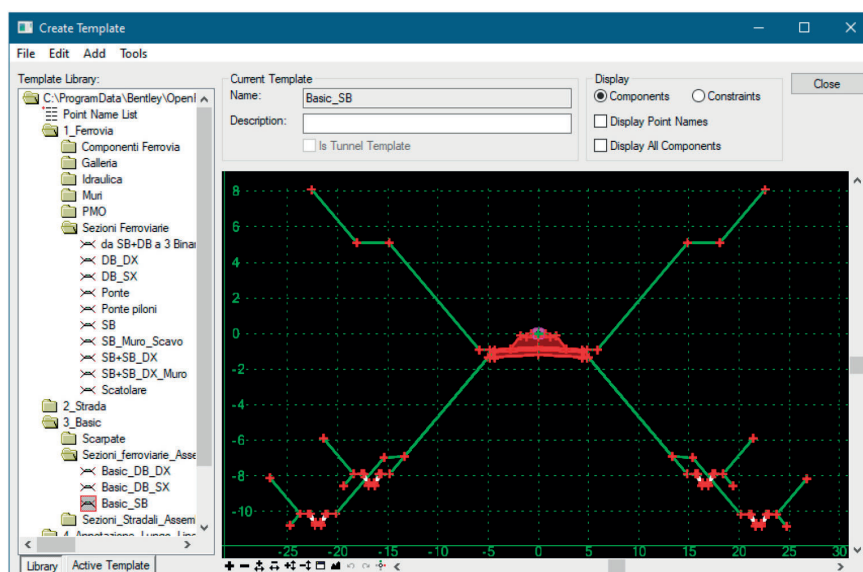 Create Template
File Edit Add Tools
Template Library:
C:\ProgramData\Bentley\OpenI
Point Name List
1_Ferrovia
Componenti Ferrovia
Galleria
Idraulica
Muri
PMO
Sezioni Ferroviarie
da SB+DB a 3 Binar
DB_DX
DB_SX
Ponte
Ponte piloni
SB
SB_Muro_Scavo
SB+SB_DX
SB+SB_DX_Muro
Scatolare
2_Strada
3_Basic
Scarpate
Sezioni_ferroviarie_Asse
Basic_DB_DX
Basic_DB_SX
Basic_SB
Sezioni_Stradali_Assem
Library Active Template
Current Template
Name: Basic_SB
Description:
Is Tunnel Template
Display
Components Constraints
Display Point Names
Display All Components
Close
8
6
4
2
0
-2
-4
-6
-8
-10
-25 -20 -15 -10 -5 0 5 10 15 20 25 30